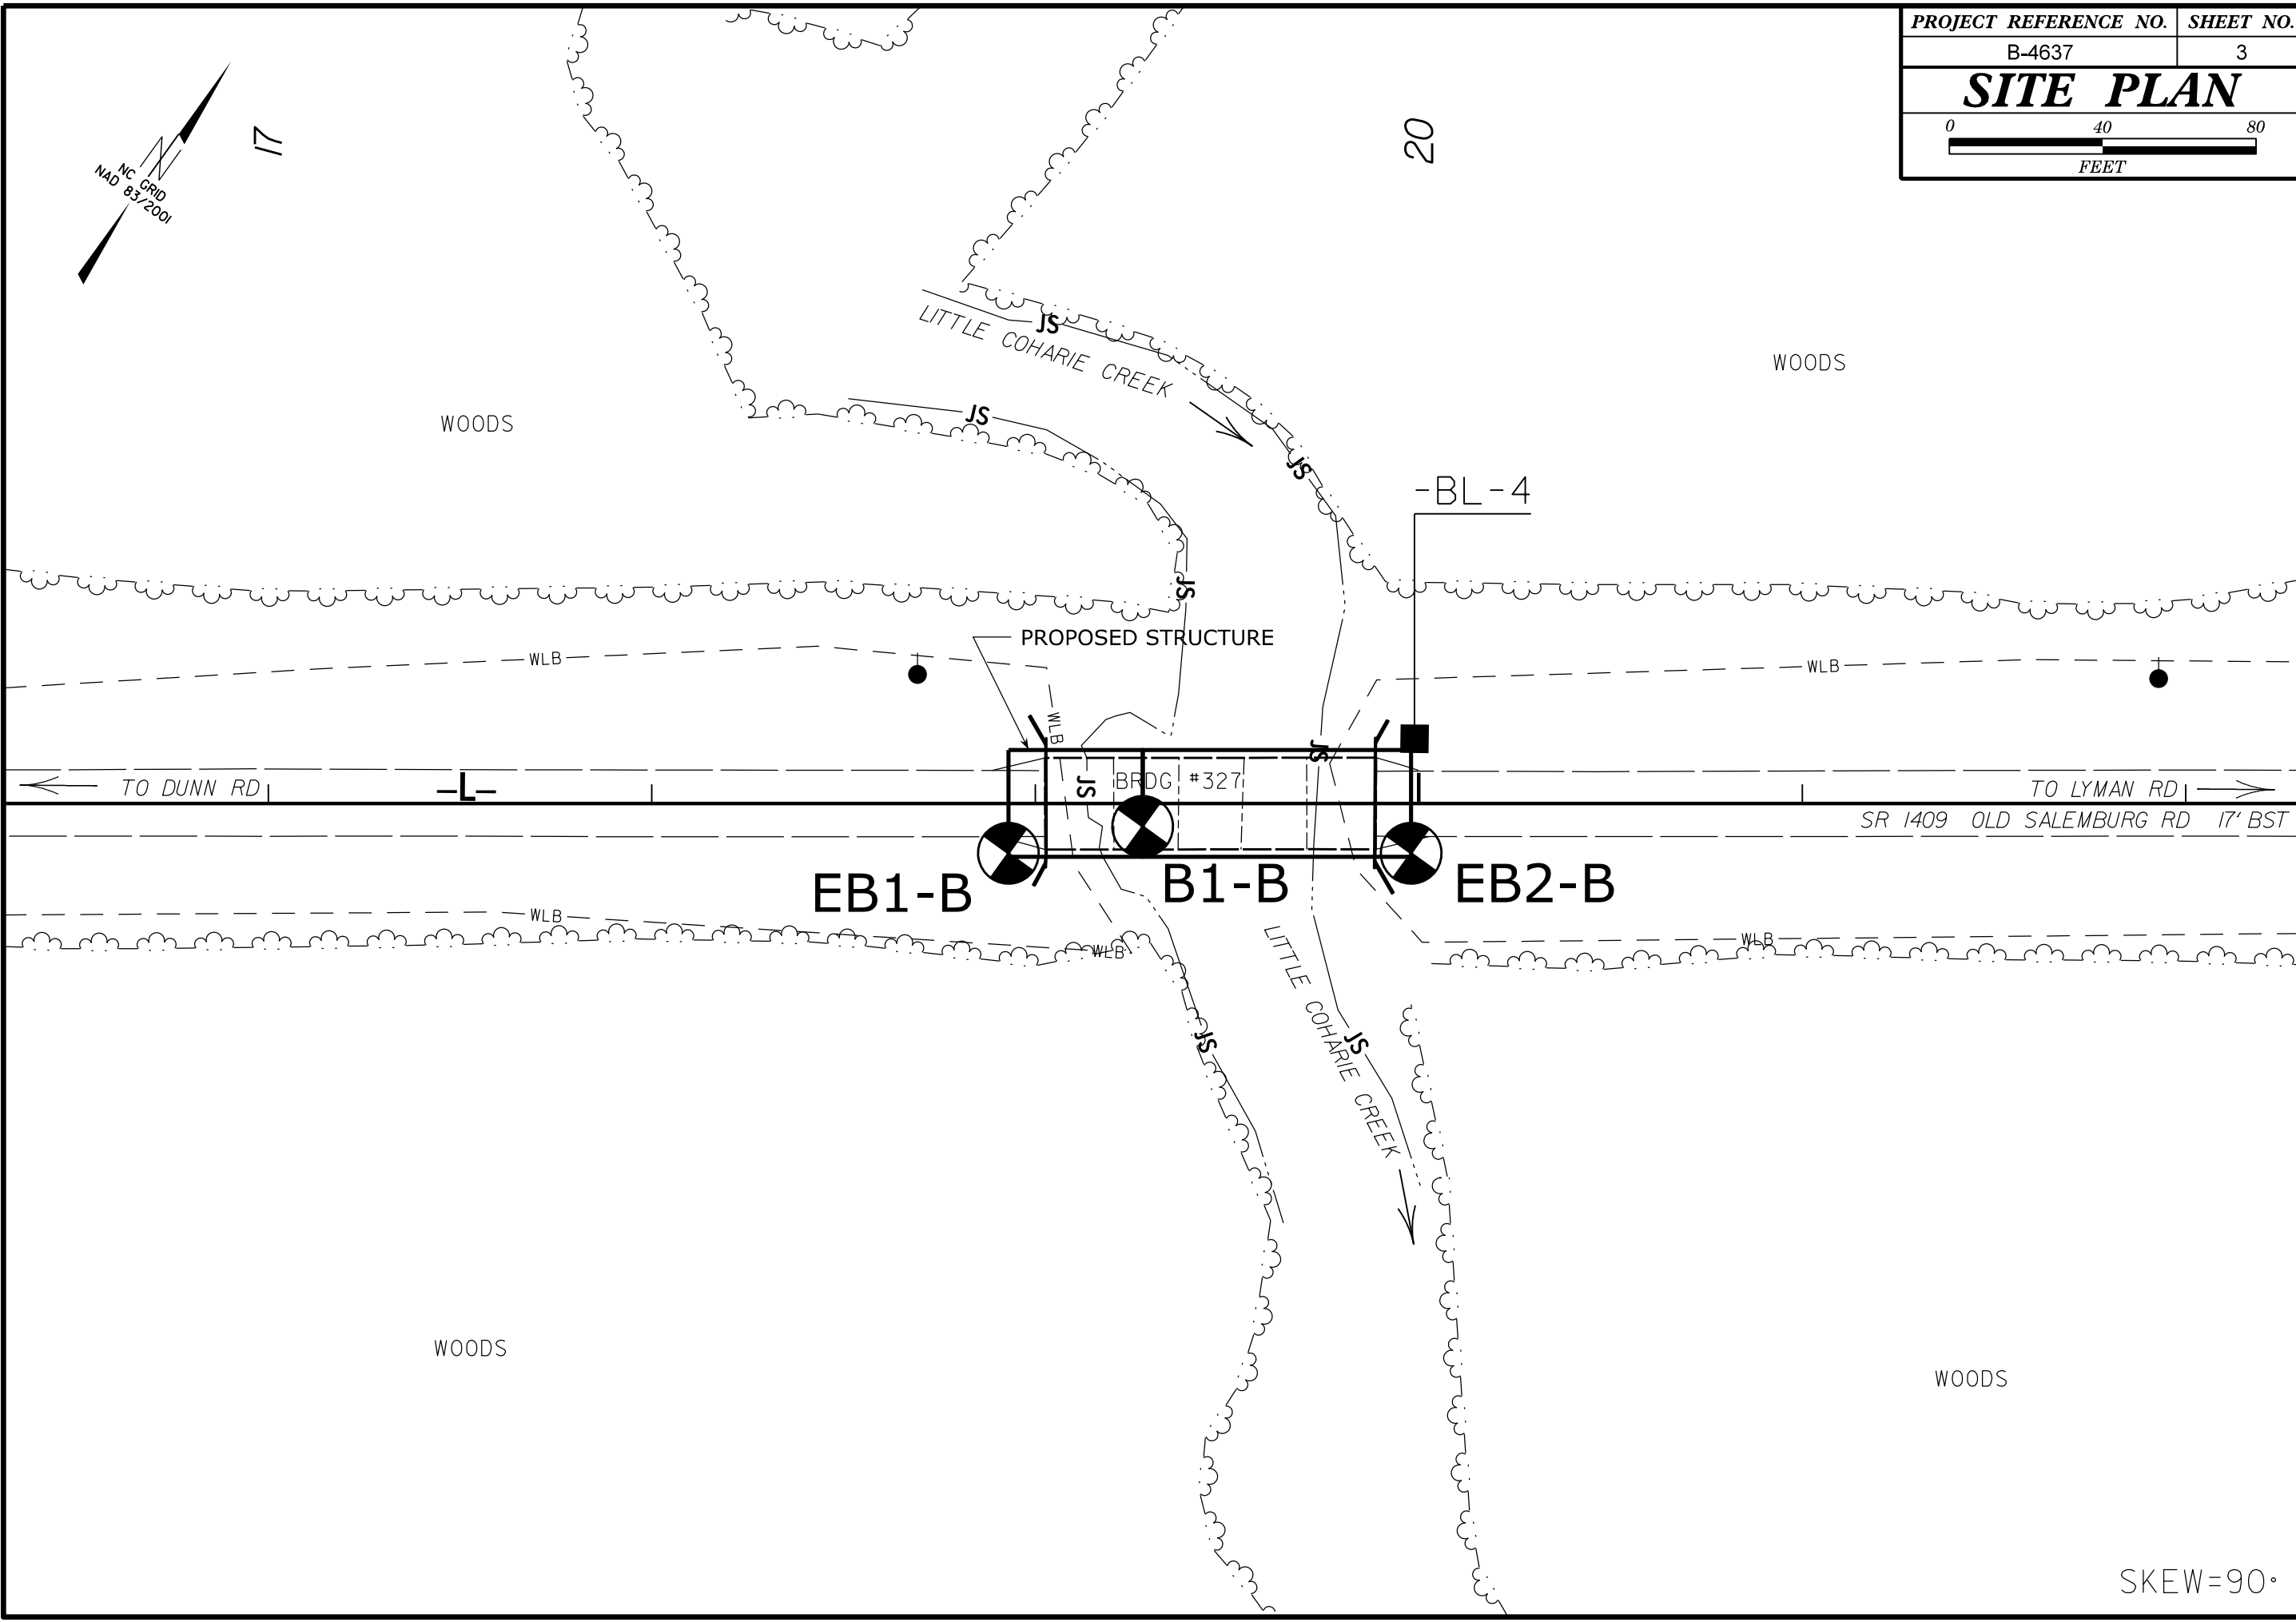 PROJECT REFERENCE NO. SHEET NO.
B-4637 3
SITE PLAN
0 40 80
FEET
NC GRID
NAD 83/2001
17
20
LITTLE COHARIE CREEK
JS
JS
JS
WOODS
WOODS
-BL-4
JS
PROPOSED STRUCTURE
WLB
WLB
WLB
JS
TO DUNN RD
-L-
JS
BRDG #327
TO LYMAN RD
SR 1409 OLD SALEMBURG RD 17' BST
EB1-B
B1-B
EB2-B
WLB
WLB
WLB
LITTLE COHARIE CREEK
JS
JS
WOODS
WOODS
SKEW=90°